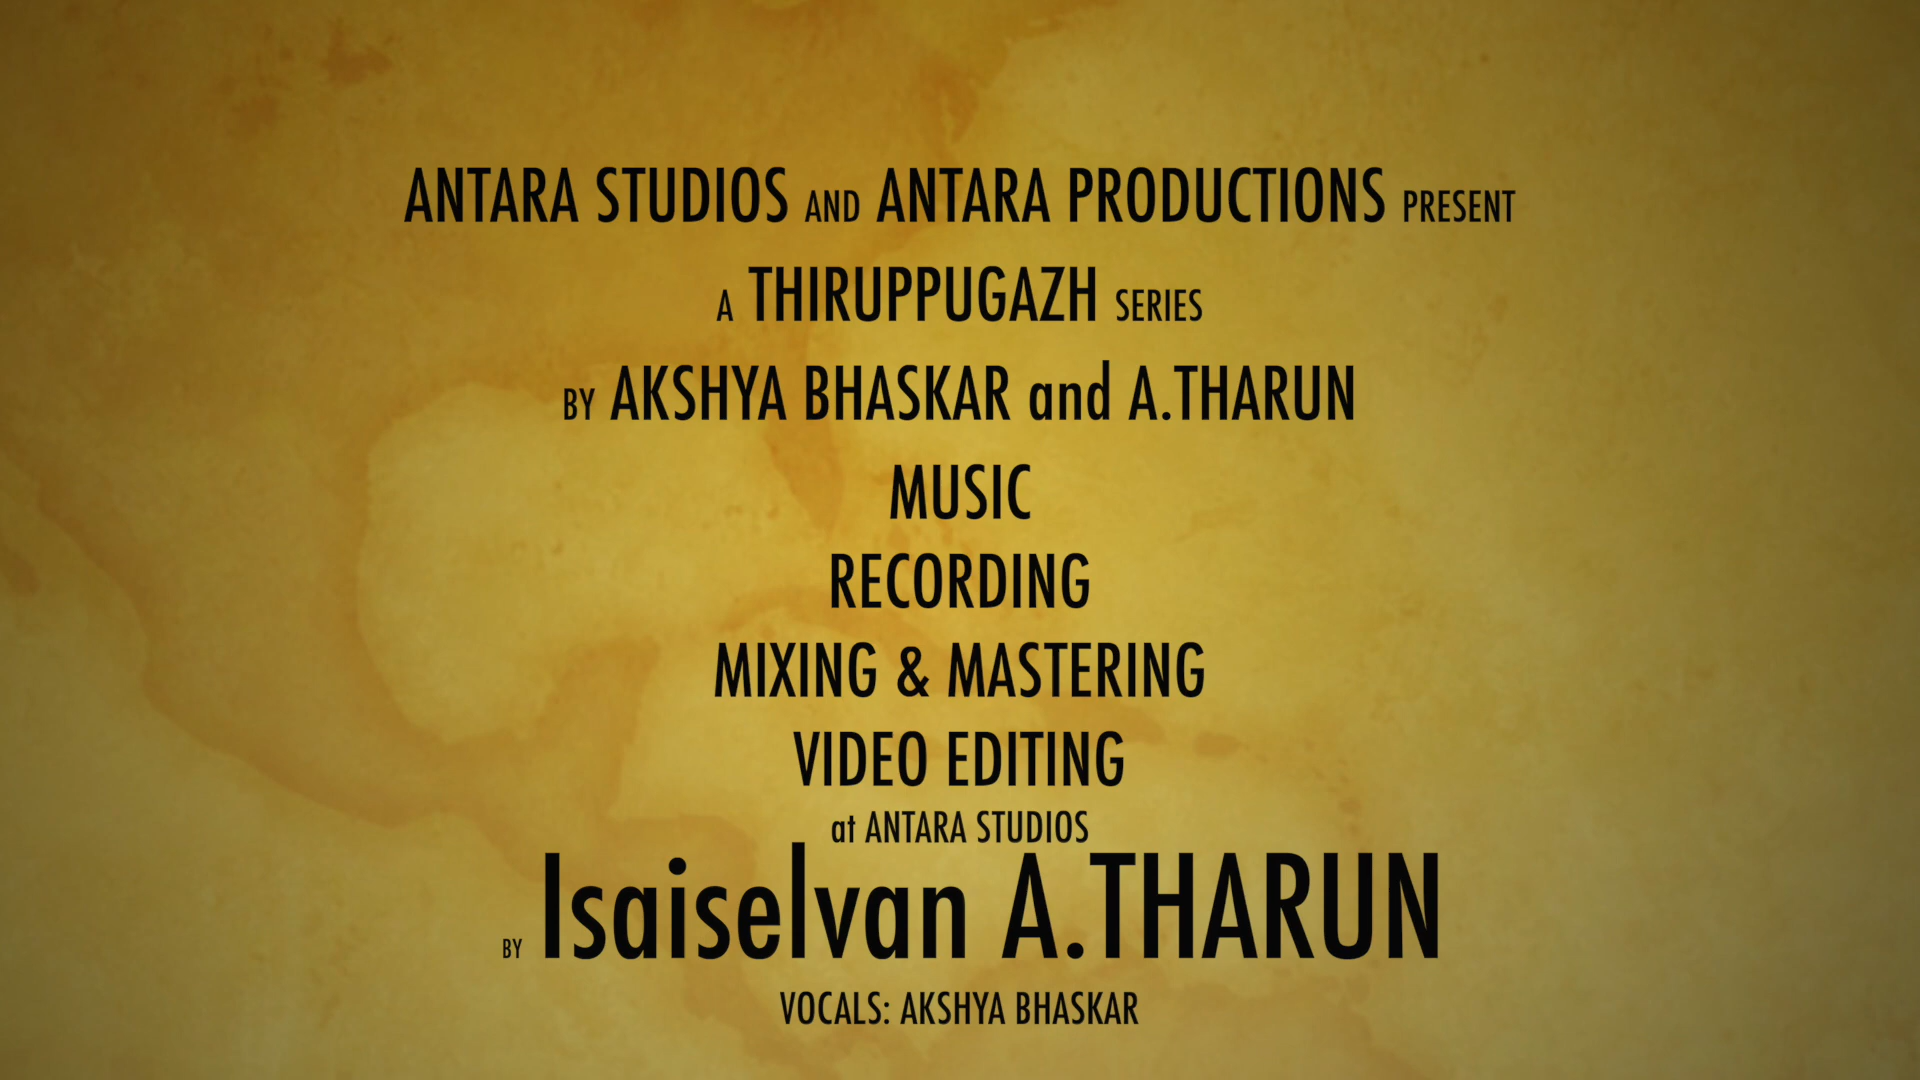 ANTARA STUDIOS AND ANTARA PRODUCTIONS PRESENT
A THIRUPPUGAZH SERIES
BY AKSHYA BHASKAR and A.THARUN
MUSIC
RECORDING
MIXING & MASTERING
VIDEO EDITING
at ANTARA STUDIOS
BY Isaiselvan A.THARUN
VOCALS: AKSHYA BHASKAR